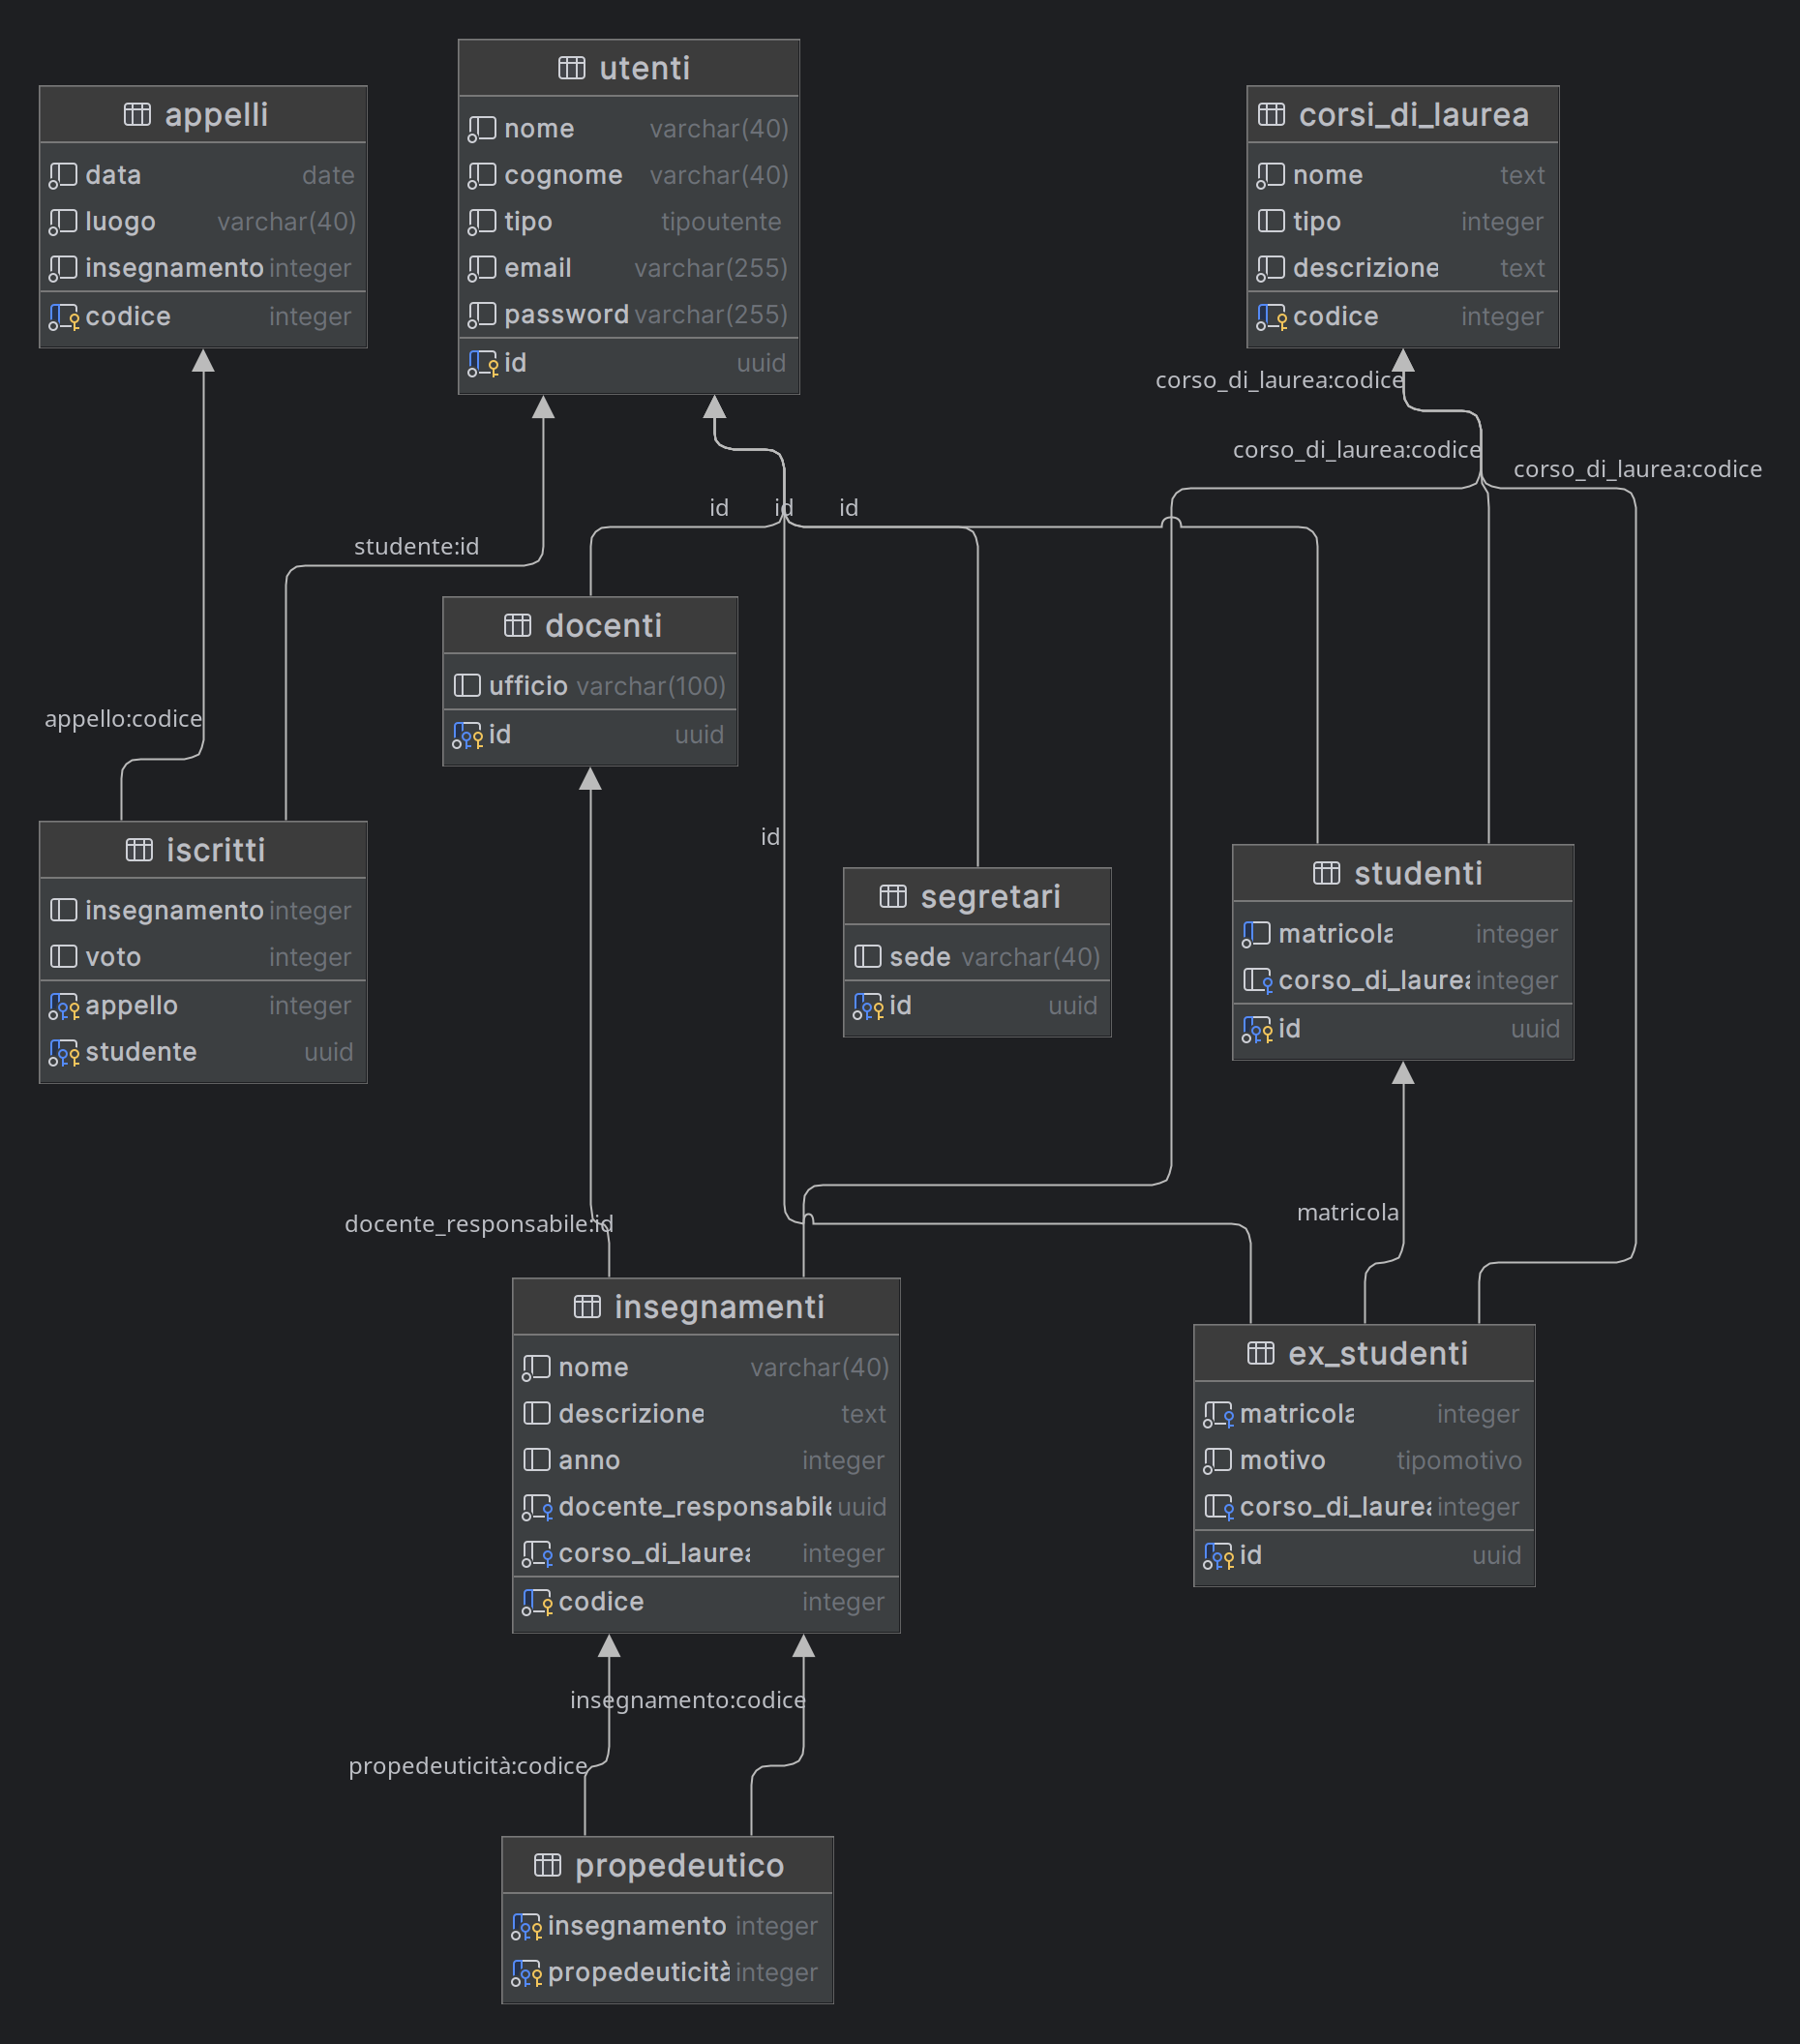 utenti
nome varchar(40)
cognome varchar(40)
tipo tipoutente
email varchar(255)
password varchar(255)
id uuid
appelli
data date
luogo varchar(40)
insegnamento integer
codice integer
corsi_di_laurea
nome text
tipo integer
descrizione text
codice integer
corso_di_laurea:codice
corso_di_laurea:codice
corso_di_laurea:codice
id id id
studente:id
docenti
ufficio varchar(100)
id uuid
appello:codice
id
iscritti
insegnamento integer
voto integer
appello integer
studente uuid
segretari
sede varchar(40)
id uuid
studenti
matricola integer
corso_di_laurea integer
id uuid
matricola
docente_responsabile:id
insegnamenti
nome varchar(40)
descrizione text
anno integer
docente_responsabile uuid
corso_di_laurea integer
codice integer
ex_studenti
matricola integer
motivo tipomotivo
corso_di_laurea integer
id uuid
insegnamento:codice
propedeuticità:codice
propedeutico
insegnamento integer
propedeuticità integer